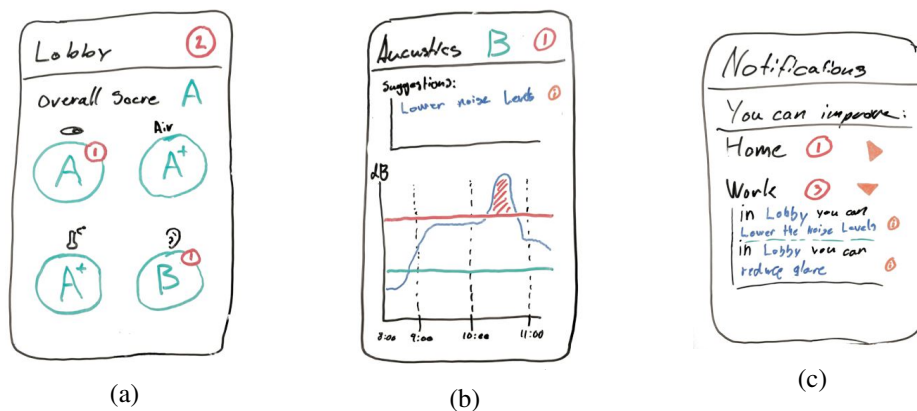 Lobby 2
Overall Socre A
Air
A 1 A+
A+ B 1
(a)
Aucustics B 1
Suggestions:
Lower noise levels i
dB
8:00 9:00 10:00 11:00
(b)
Notifications
You can improve:
Home 1
Work 3
in Lobby you can
Lower the noise levels i
in Lobby you can
reduce glare i
(c)